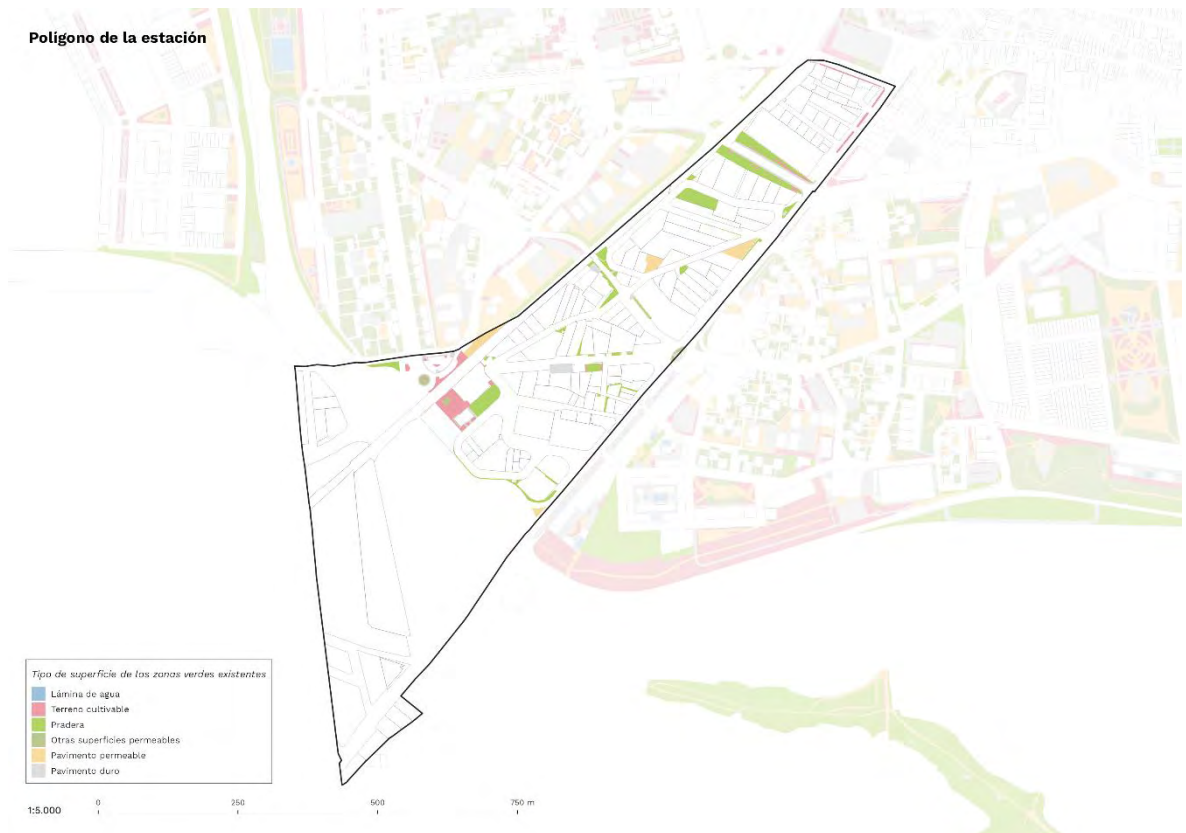 Polígono de la estación
Tipo de superficie de las zonas verdes existentes
Lámina de agua
Terreno cultivable
Pradera
Otras superficies permeables
Pavimento permeable
Pavimento duro
1:5.000
0 250 500 750 m